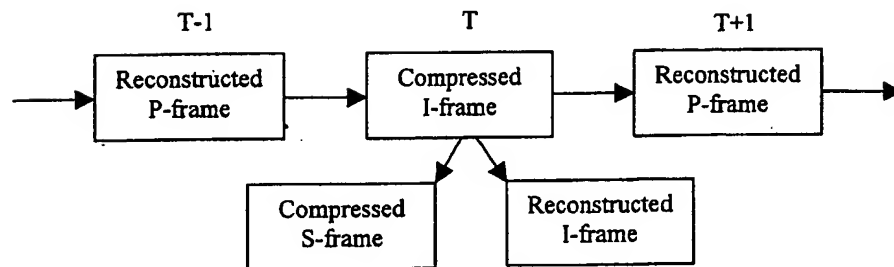 T-1 T T+1
Reconstructed Compressed Reconstructed
P-frame I-frame P-frame
Compressed Reconstructed
S-frame I-frame